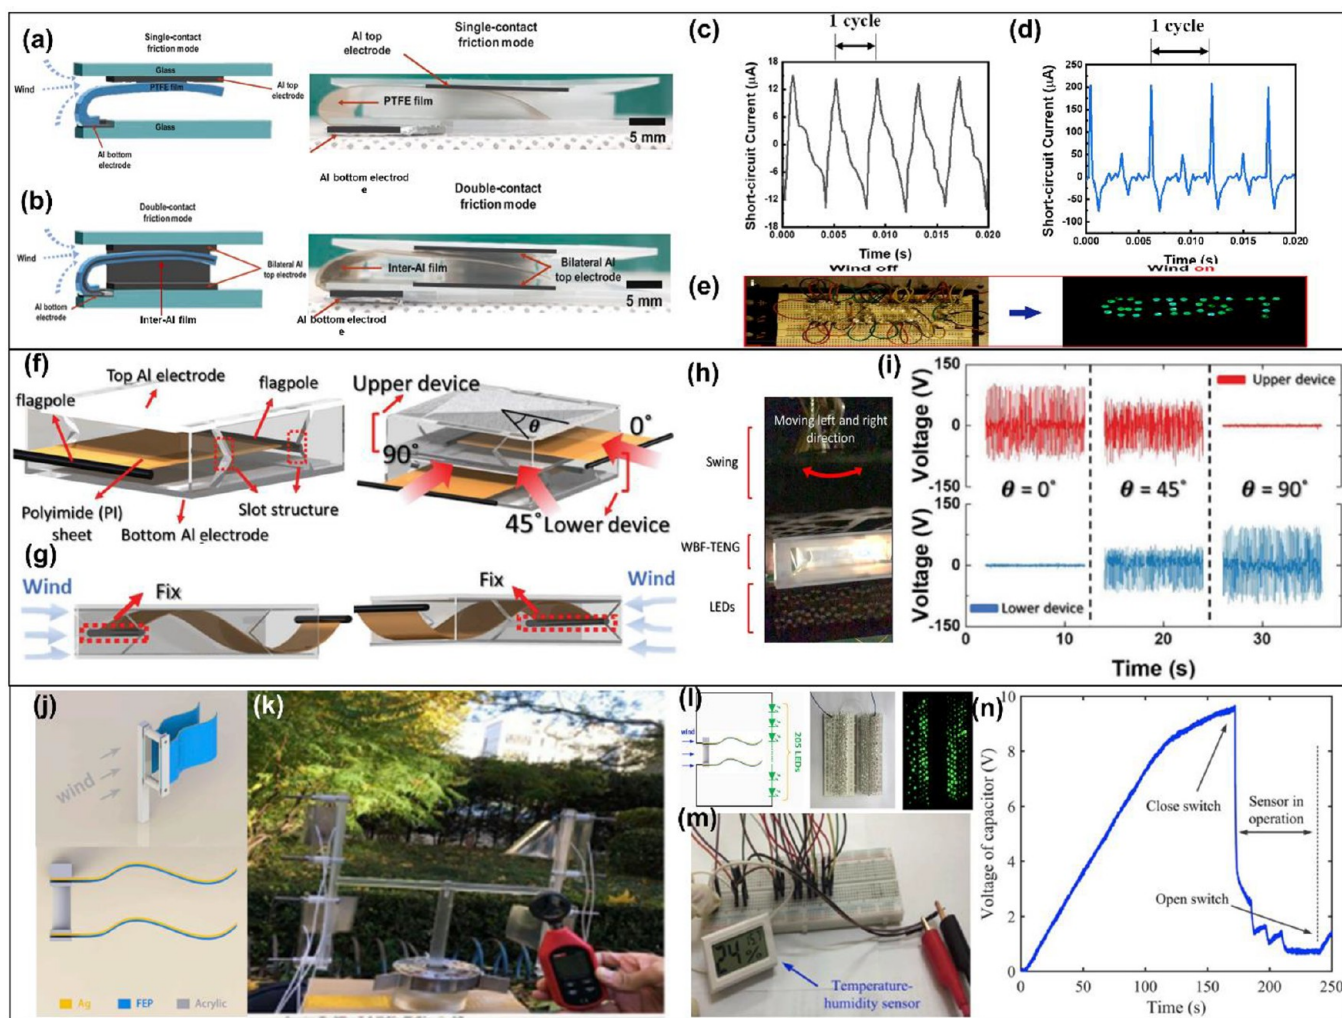 (a)
Single-contact
friction mode
Glass
Wind
PTFE film
Al top
electrode
Glass
Al bottom
electrode
Single-contact
friction mode
Al top
electrode
PTFE film
5 mm
Al bottom electrod
e
(b)
Double-contact
friction mode
Wind
Bilateral Al
top electrode
Al bottom
electrode
Inter-Al film
Double-contact
friction mode
Inter-Al film
Bilateral Al
top electrode
5 mm
Al bottom electrod
e
(c)
1 cycle
Short-circuit Current (μA)
18
12
6
0
-6
-12
-18
0.000 0.005 0.010 0.015 0.020
Time (s)
(d)
1 cycle
Short-circuit Current (μA)
250
200
150
100
50
0
-50
-100
0.000 0.005 0.010 0.015 0.020
Time (s)
(e)
Wind off
Wind on
(f)
Top Al electrode
flagpole
flagpole
Polyimide (PI)
sheet
Slot structure
Bottom Al electrode
Upper device
θ
0°
90°
45°
Lower device
(g)
Wind
Fix
Fix
Wind
(h)
Moving left and right
direction
Swing
WBF-TENG
LEDs
(i)
Voltage (V)
150
0
-150
Upper device
θ = 0°
θ = 45°
θ = 90°
Voltage (V)
150
0
-150
Lower device
0 10 20 30
Time (s)
(j)
wind
Ag
FEP
Acrylic
(k)
(l)
wind
205 LEDs
(m)
24
%
Temperature-
humidity sensor
(n)
Voltage of capacitor (V)
10
8
6
4
2
0
Close switch
Sensor in
operation
Open switch
0 50 100 150 200 250
Time (s)